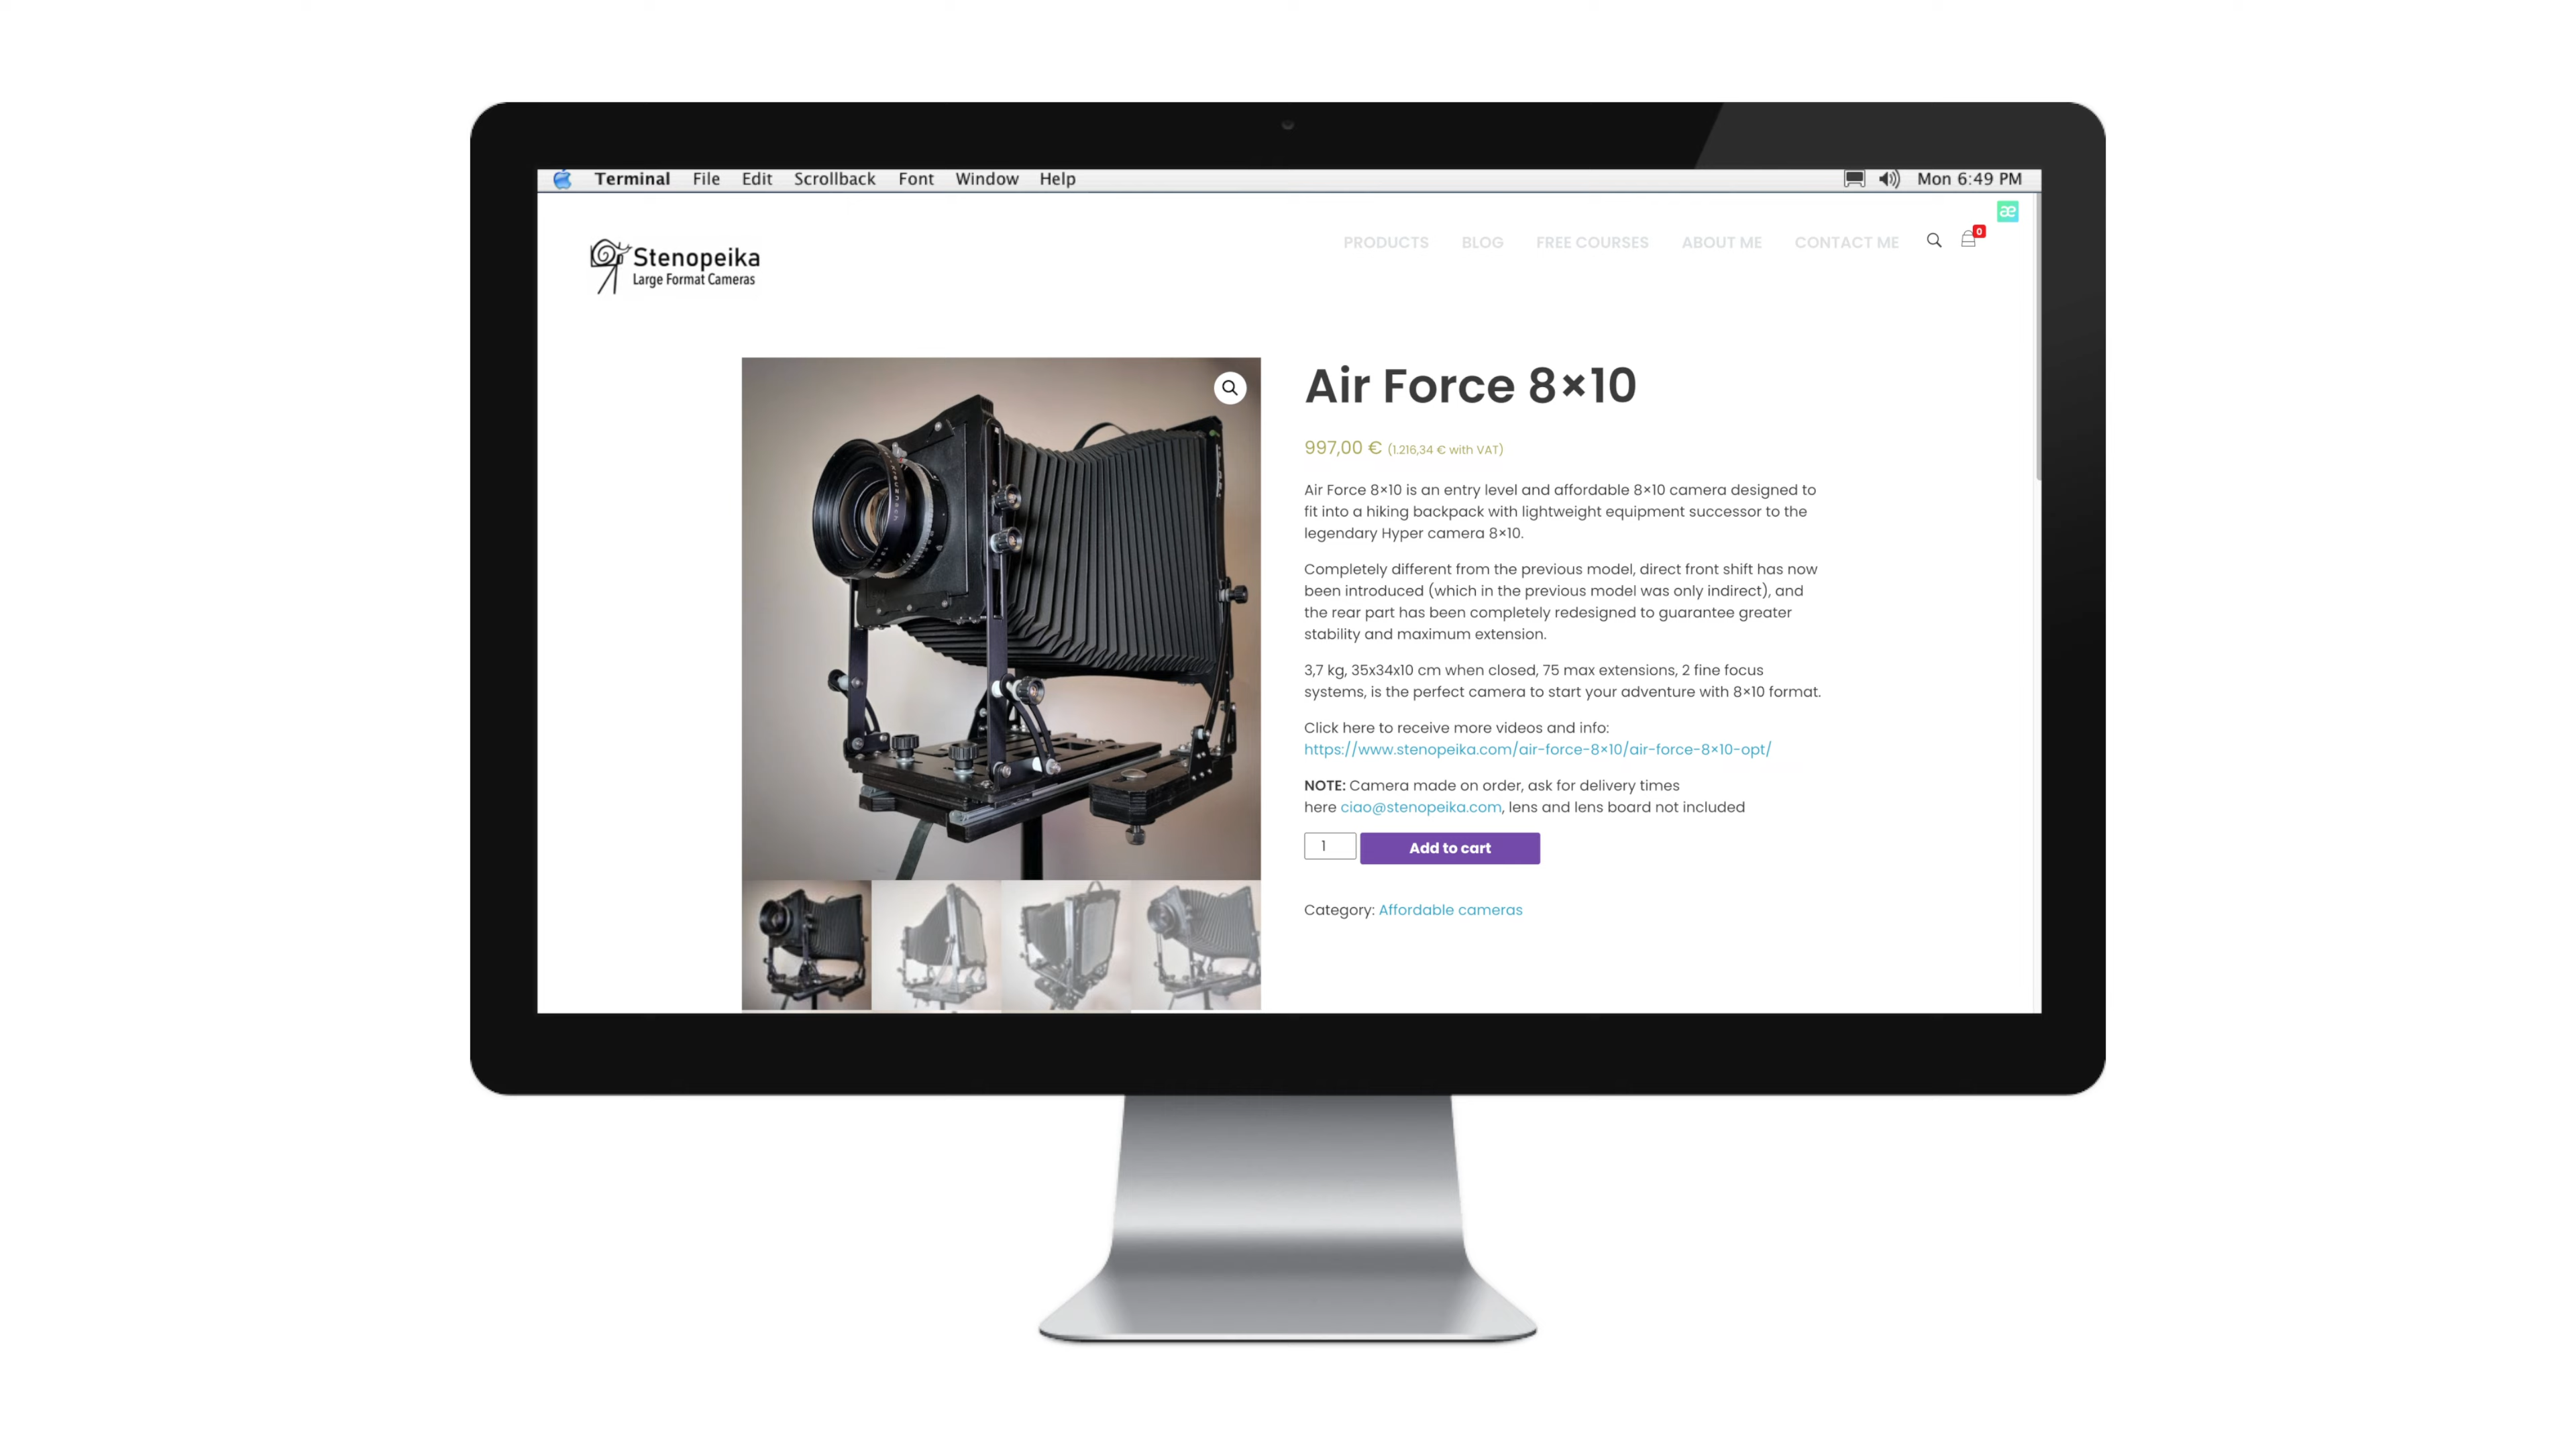 Terminal File Edit Scrollback Font Window Help Mon 6:49 PM
æ
Stenopeika
Large Format Cameras
PRODUCTS BLOG FREE COURSES ABOUT ME CONTACT ME 0
Air Force 8×10
997,00 € (1.216,34 € with VAT)
Air Force 8×10 is an entry level and affordable 8×10 camera designed to
fit into a hiking backpack with lightweight equipment successor to the
legendary Hyper camera 8×10.
Completely different from the previous model, direct front shift has now
been introduced (which in the previous model was only indirect), and
the rear part has been completely redesigned to guarantee greater
stability and maximum extension.
3,7 kg, 35x34x10 cm when closed, 75 max extensions, 2 fine focus
systems, is the perfect camera to start your adventure with 8×10 format.
Click here to receive more videos and info:
https://www.stenopeika.com/air-force-8×10/air-force-8×10-opt/
NOTE: Camera made on order, ask for delivery times
here ciao@stenopeika.com, lens and lens board not included
1 Add to cart
Category: Affordable cameras